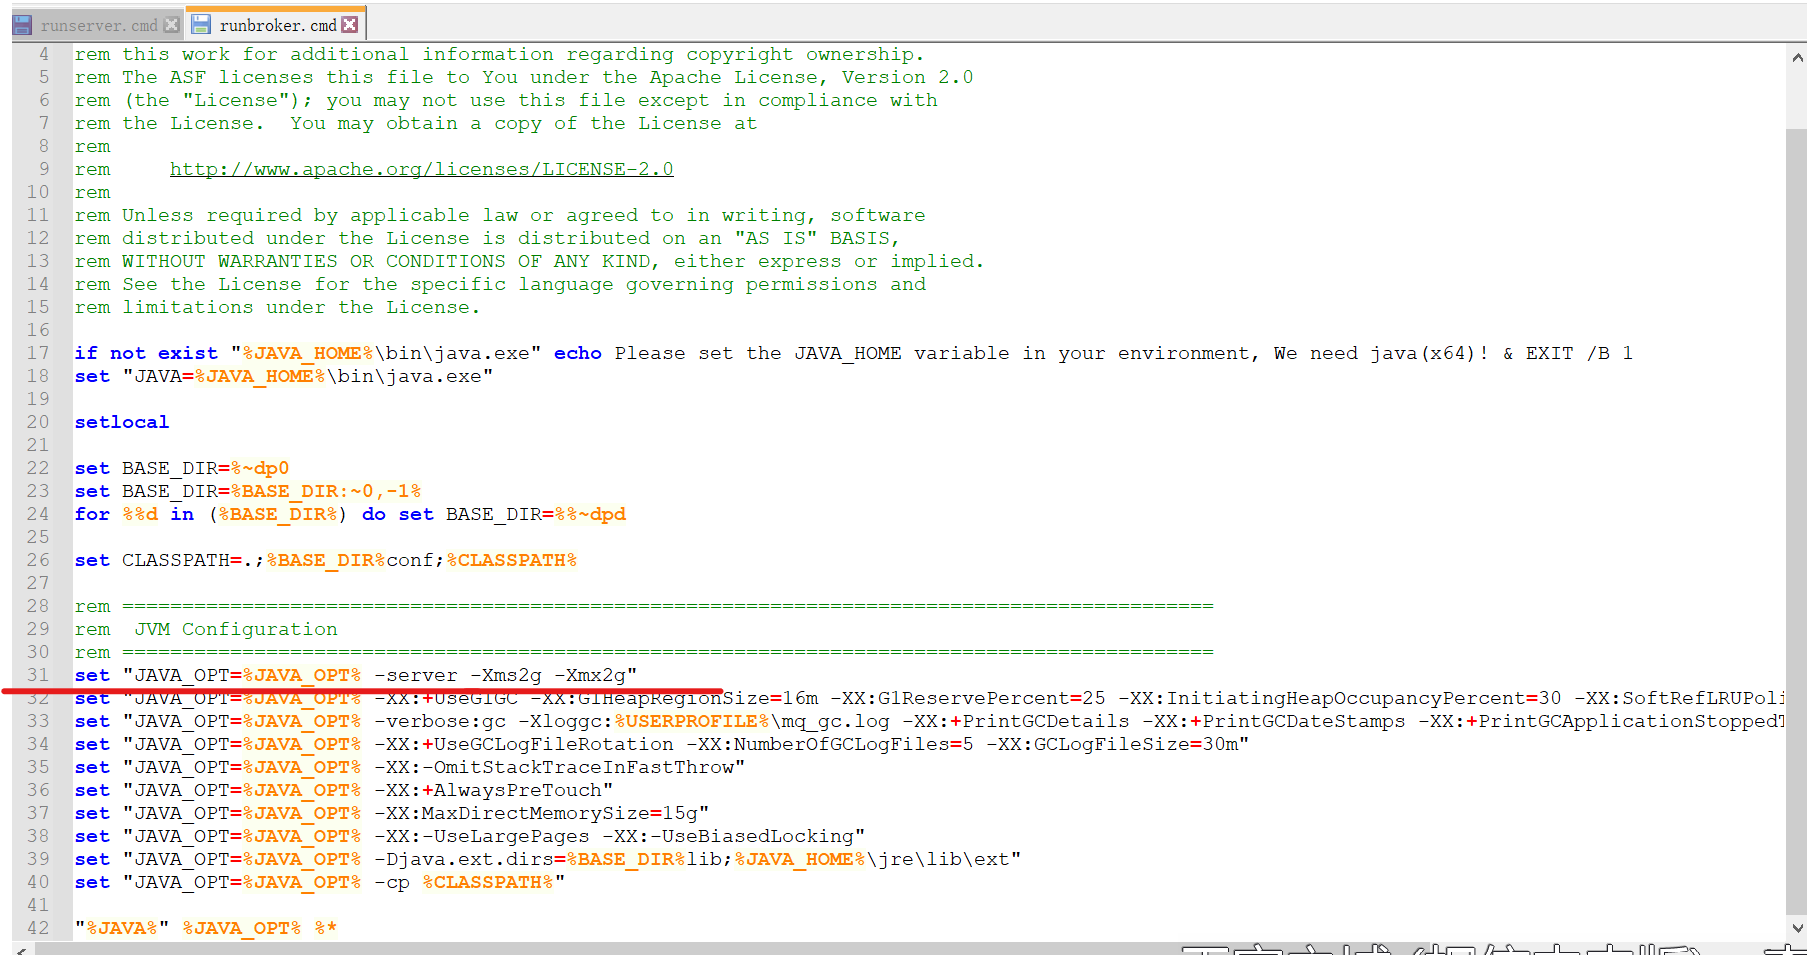 runserver.cmd runbroker.cmd
4 rem this work for additional information regarding copyright ownership.
5 rem The ASF licenses this file to You under the Apache License, Version 2.0
6 rem (the "License"); you may not use this file except in compliance with
7 rem the License.  You may obtain a copy of the License at
8 rem
9 rem     http://www.apache.org/licenses/LICENSE-2.0
10 rem
11 rem Unless required by applicable law or agreed to in writing, software
12 rem distributed under the License is distributed on an "AS IS" BASIS,
13 rem WITHOUT WARRANTIES OR CONDITIONS OF ANY KIND, either express or implied.
14 rem See the License for the specific language governing permissions and
15 rem limitations under the License.
16
17 if not exist "%JAVA_HOME%\bin\java.exe" echo Please set the JAVA_HOME variable in your environment, We need java(x64)! & EXIT /B 1
18 set "JAVA=%JAVA_HOME%\bin\java.exe"
19
20 setlocal
21
22 set BASE_DIR=%~dp0
23 set BASE_DIR=%BASE_DIR:~0,-1%
24 for %%d in (%BASE_DIR%) do set BASE_DIR=%%~dpd
25
26 set CLASSPATH=.;%BASE_DIR%conf;%CLASSPATH%
27
28 rem ===========================================================================================
29 rem  JVM Configuration
30 rem ===========================================================================================
31 set "JAVA_OPT=%JAVA_OPT% -server -Xms2g -Xmx2g"
32 set "JAVA_OPT=%JAVA_OPT% -XX:+UseG1GC -XX:G1HeapRegionSize=16m -XX:G1ReservePercent=25 -XX:InitiatingHeapOccupancyPercent=30 -XX:SoftRefLRUPoli
33 set "JAVA_OPT=%JAVA_OPT% -verbose:gc -Xloggc:%USERPROFILE%\mq_gc.log -XX:+PrintGCDetails -XX:+PrintGCDateStamps -XX:+PrintGCApplicationStopped
34 set "JAVA_OPT=%JAVA_OPT% -XX:+UseGCLogFileRotation -XX:NumberOfGCLogFiles=5 -XX:GCLogFileSize=30m"
35 set "JAVA_OPT=%JAVA_OPT% -XX:-OmitStackTraceInFastThrow"
36 set "JAVA_OPT=%JAVA_OPT% -XX:+AlwaysPreTouch"
37 set "JAVA_OPT=%JAVA_OPT% -XX:MaxDirectMemorySize=15g"
38 set "JAVA_OPT=%JAVA_OPT% -XX:-UseLargePages -XX:-UseBiasedLocking"
39 set "JAVA_OPT=%JAVA_OPT% -Djava.ext.dirs=%BASE_DIR%lib;%JAVA_HOME%\jre\lib\ext"
40 set "JAVA_OPT=%JAVA_OPT% -cp %CLASSPATH%"
41
42 "%JAVA%" %JAVA_OPT% %*